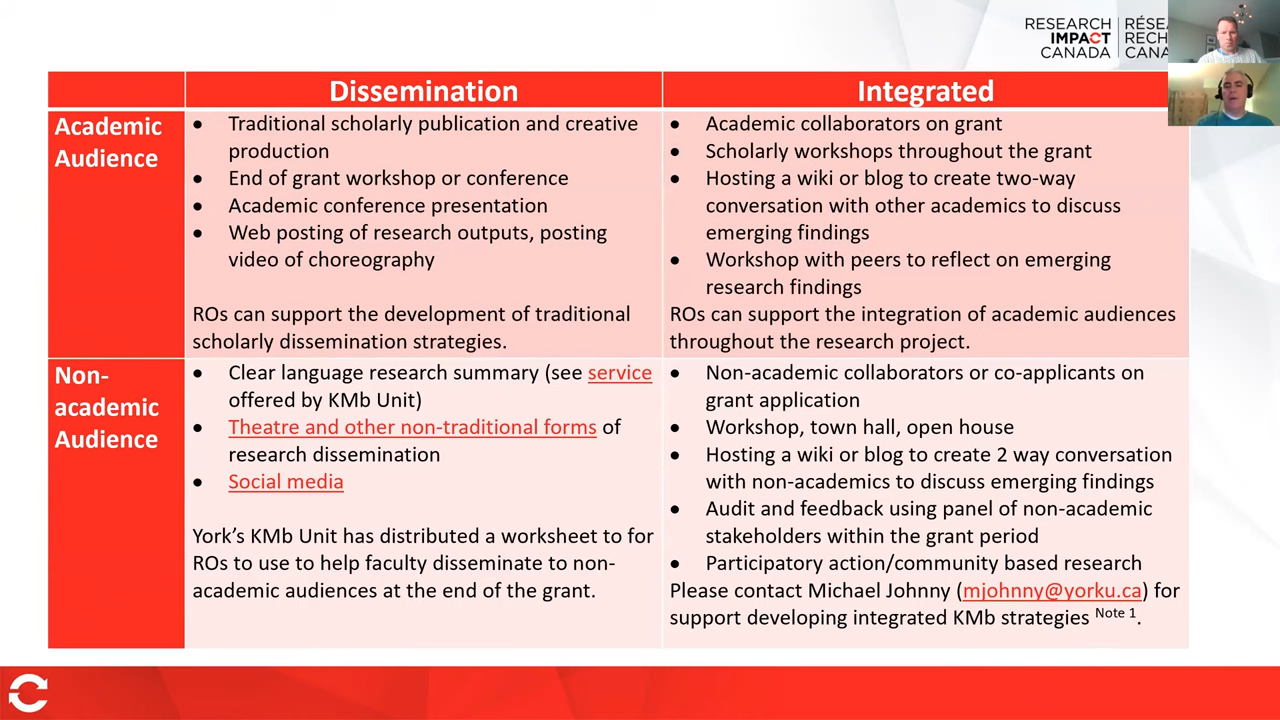 RESEARCH
IMPACT
CANADA
Dissemination
Integrated
Academic
Audience
• Traditional scholarly publication and creative
production
• End of grant workshop or conference
• Academic conference presentation
• Web posting of research outputs, posting
video of choreography
ROs can support the development of traditional
scholarly dissemination strategies.
• Academic collaborators on grant
• Scholarly workshops throughout the grant
• Hosting a wiki or blog to create two-way
conversation with other academics to discuss
emerging findings
• Workshop with peers to reflect on emerging
research findings
ROs can support the integration of academic audiences
throughout the research project.
Non-
academic
Audience
• Clear language research summary (see service
offered by KMb Unit)
• Theatre and other non-traditional forms of
research dissemination
• Social media
York's KMb Unit has distributed a worksheet to for
ROs to use to help faculty disseminate to non-
academic audiences at the end of the grant.
• Non-academic collaborators or co-applicants on
grant application
• Workshop, town hall, open house
• Hosting a wiki or blog to create 2 way conversation
with non-academics to discuss emerging findings
• Audit and feedback using panel of non-academic
stakeholders within the grant period
• Participatory action/community based research
Please contact Michael Johnny (mjohnny@yorku.ca) for
support developing integrated KMb strategies Note 1.